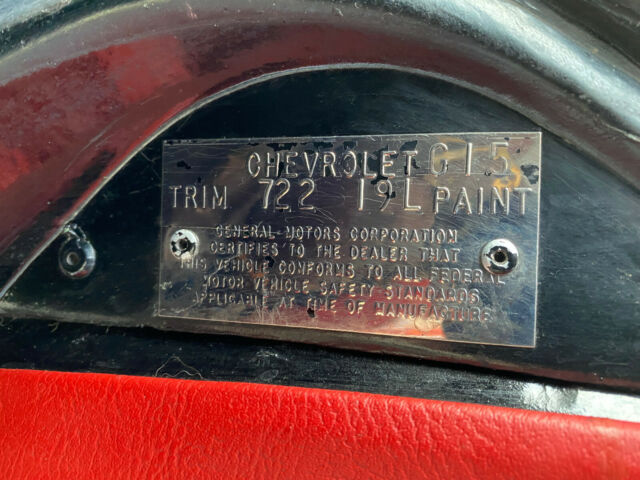 CHEVROLET G15
TRIM 722 19L PAINT
GENERAL MOTORS CORPORATION
CERTIFIES TO THE DEALER THAT
THIS VEHICLE CONFORMS TO ALL FEDERAL
MOTOR VEHICLE SAFETY STANDARDS
APPLICABLE AT TIME OF MANUFACTURE